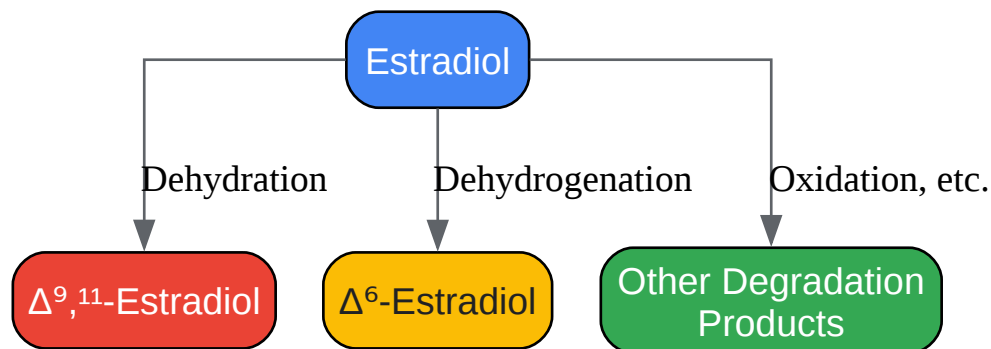 Estradiol
Dehydration
Dehydrogenation
Oxidation, etc.
Δ⁹,¹¹-Estradiol
Δ⁶-Estradiol
Other Degradation
Products